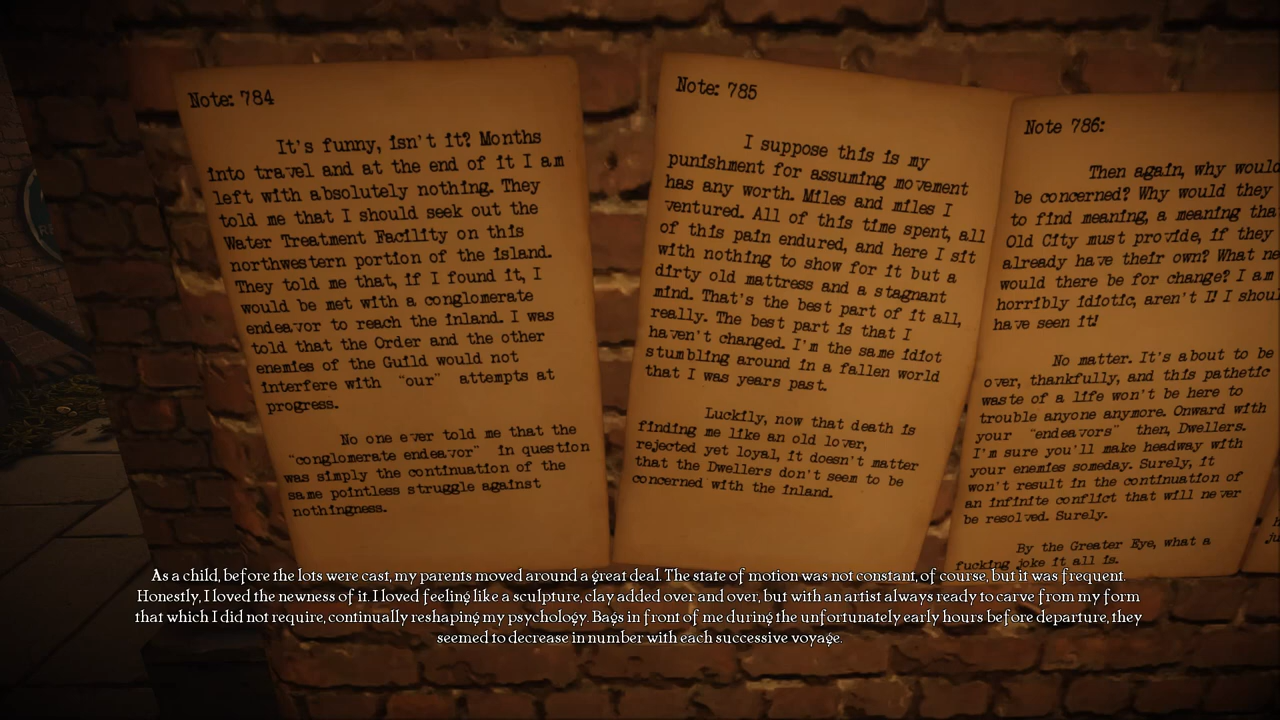 Note: 784
It's funny, isn't it? Months
into travel and at the end of it I am
left with absolutely nothing. They
told me that I should seek out the
Water Treatment Facility on this
northwestern portion of the island.
They told me that, if I found it, I
would be met with a conglomerate
endeavor to reach the inland. I was
told that the Order and the other
enemies of the Guild would not
interfere with "our" attempts at
progress.
No one ever told me that the
"conglomerate endeavor" in question
was simply the continuation of the
same pointless struggle against
nothingness.
Note: 785
I suppose this is my
punishment for assuming movement
has any worth. Miles and miles I
ventured. All of this time spent, all
of this pain endured, and here I sit
with nothing to show for it but a
dirty old mattress and a stagnant
mind. That's the best part of it all,
really. The best part is that I
haven't changed. I'm the same idiot
stumbling around in a fallen world
that I was years past.
Luckily, now that death is
finding me like an old lover,
rejected yet loyal, it doesn't matter
that the Dwellers don't seem to be
concerned with the inland.
Note 786:
Then again, why would
be concerned? Why would they
to find meaning, a meaning tha
Old City must provide, if they
already have their own? What ne
would there be for change? I am
horribly idiotic, aren't I! I shoul
have seen it!
No matter. It's about to be
over, thankfully, and this pathetic
waste of a life won't be here to
trouble anyone anymore. Onward with
your "endeavors" then, Dwellers.
I'm sure you'll make headway with
your enemies someday. Surely, it
won't result in the continuation of
an infinite conflict that will never
be resolved. Surely.
By the Greater Eye, what a
fucking joke it all is.
As a child, before the lots were cast, my parents moved around a great deal. The state of motion was not constant, of course, but it was frequent.
Honestly, I loved the newness of it. I loved feeling like a sculpture, clay added over and over, but with an artist always ready to carve from my form
that which I did not require, continually reshaping my psychology. Bags in front of me during the unfortunately early hours before departure, they
seemed to decrease in number with each successive voyage.